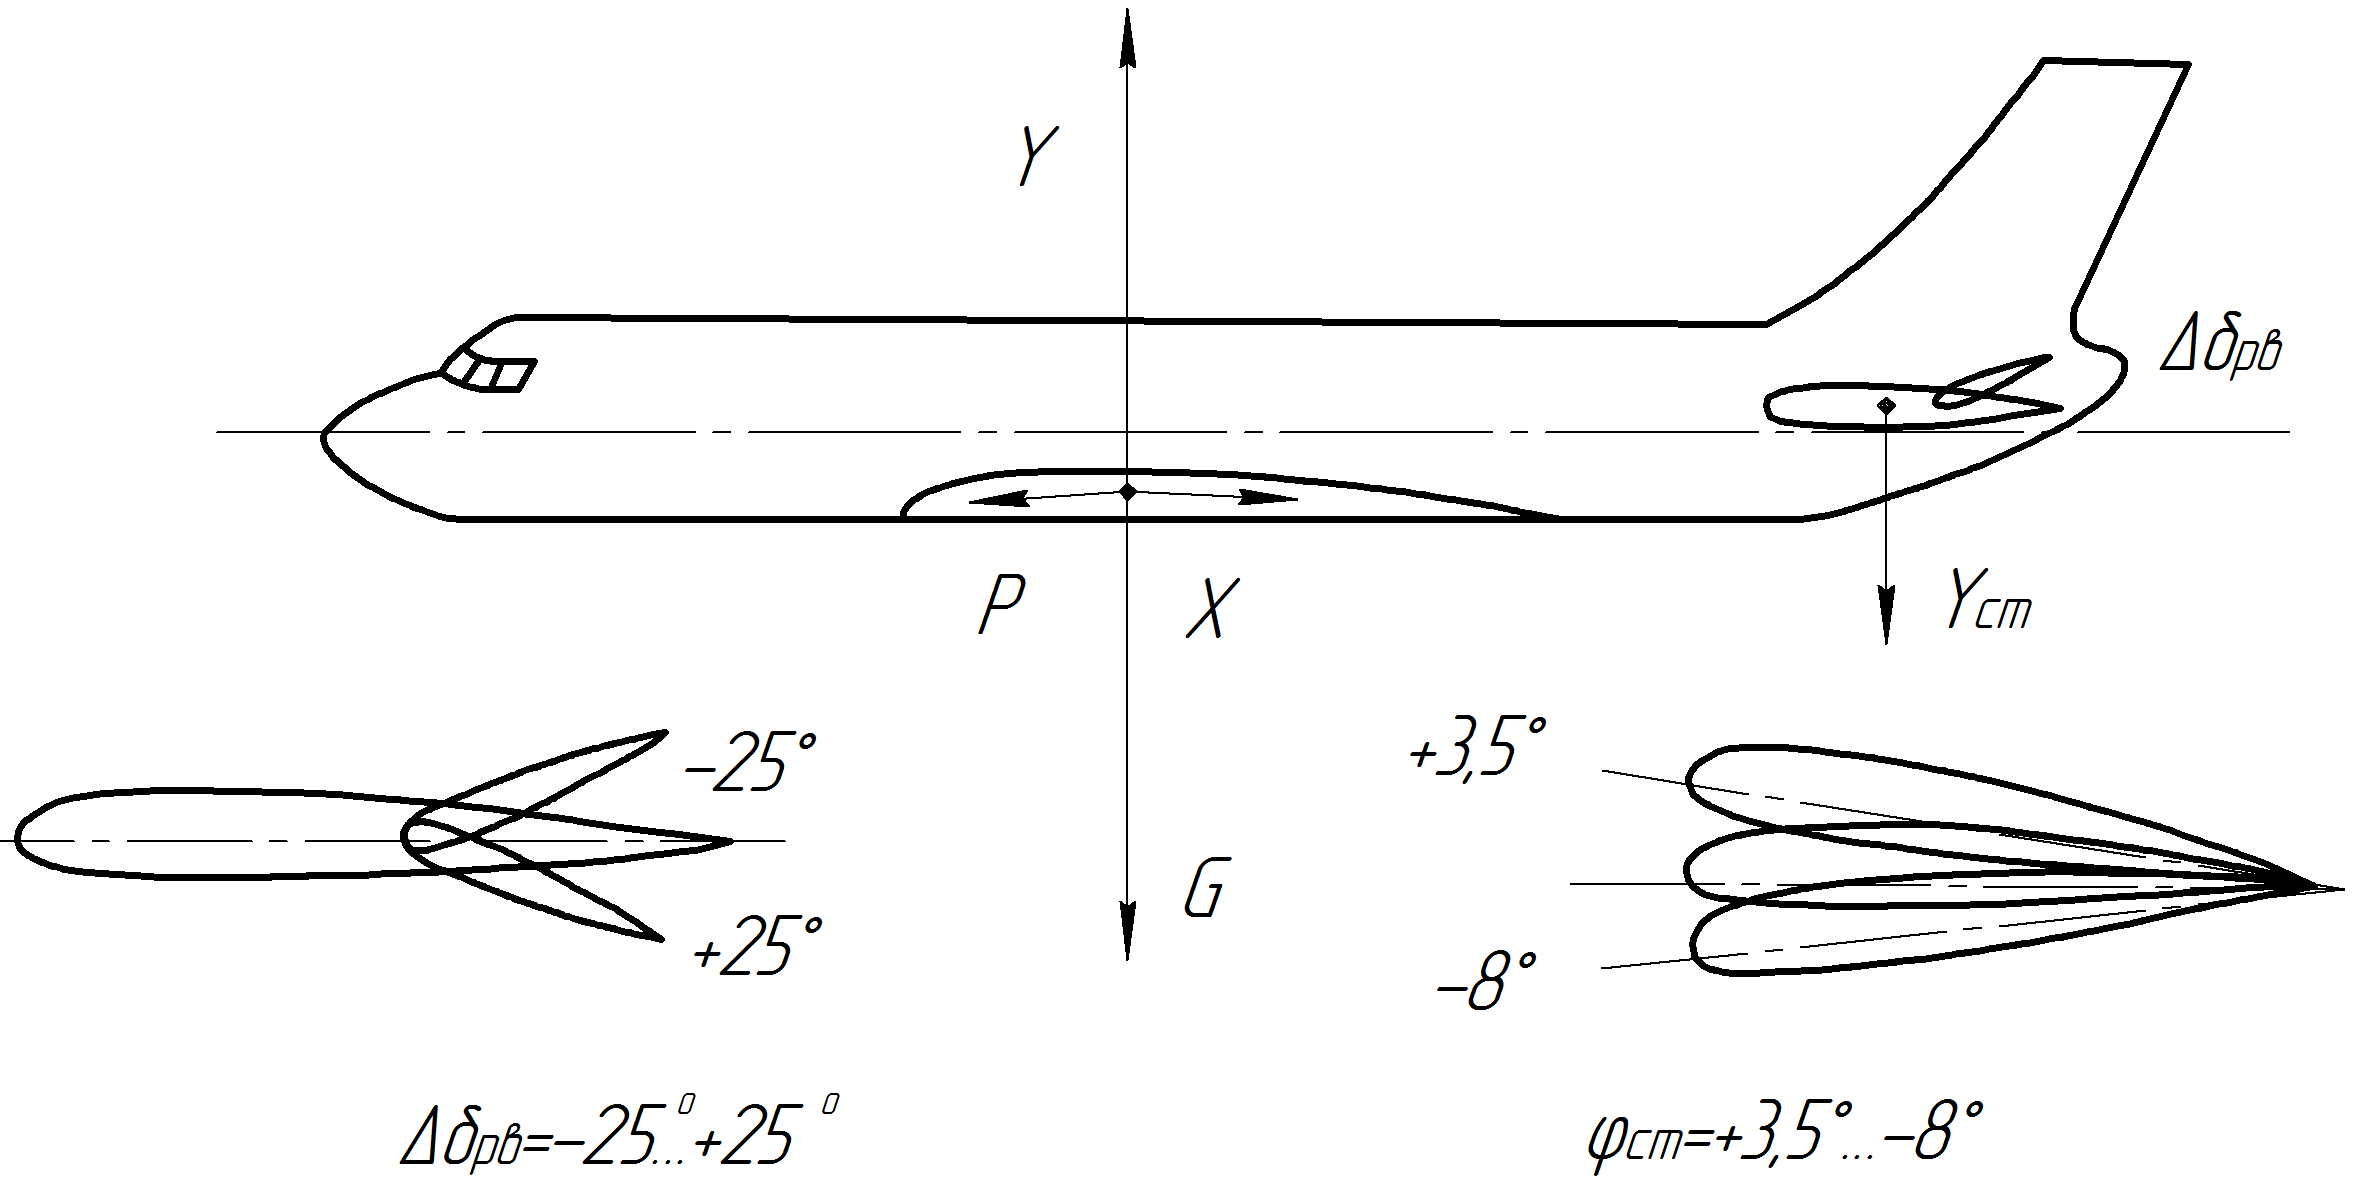 Y
Δδрв
P
X
Yст
-25°
+3,5°
G
+25°
-8°
Δδрв=-25°...+25°
φст=+3,5°...-8°